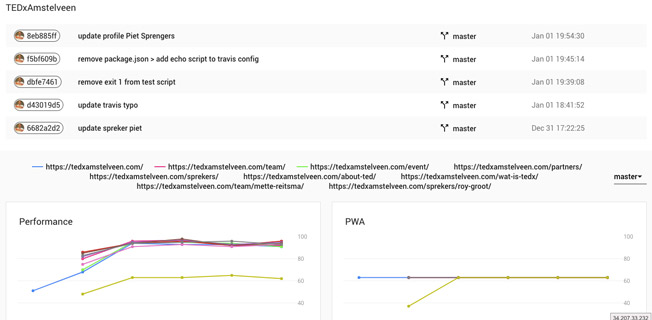 TEDxAmstelveen
8eb885ff update profile Piet Sprengers master Jan 01 19:54:30
f5bf609b remove package.json > add echo script to travis config master Jan 01 19:45:14
dbfe7461 remove exit 1 from test script master Jan 01 19:39:08
d43019d5 update travis typo master Jan 01 18:41:52
6682a2d2 update spreker piet master Dec 31 17:22:25
https://tedxamstelveen.com/ https://tedxamstelveen.com/team/ https://tedxamstelveen.com/event/ https://tedxamstelveen.com/partners/
https://tedxamstelveen.com/sprekers/ https://tedxamstelveen.com/about-ted/ https://tedxamstelveen.com/wat-is-tedx/ master
https://tedxamstelveen.com/team/mette-reitsma/ https://tedxamstelveen.com/sprekers/roy-groot/
Performance PWA
100 100
80 80
60 60
40 40
34.207.33.232